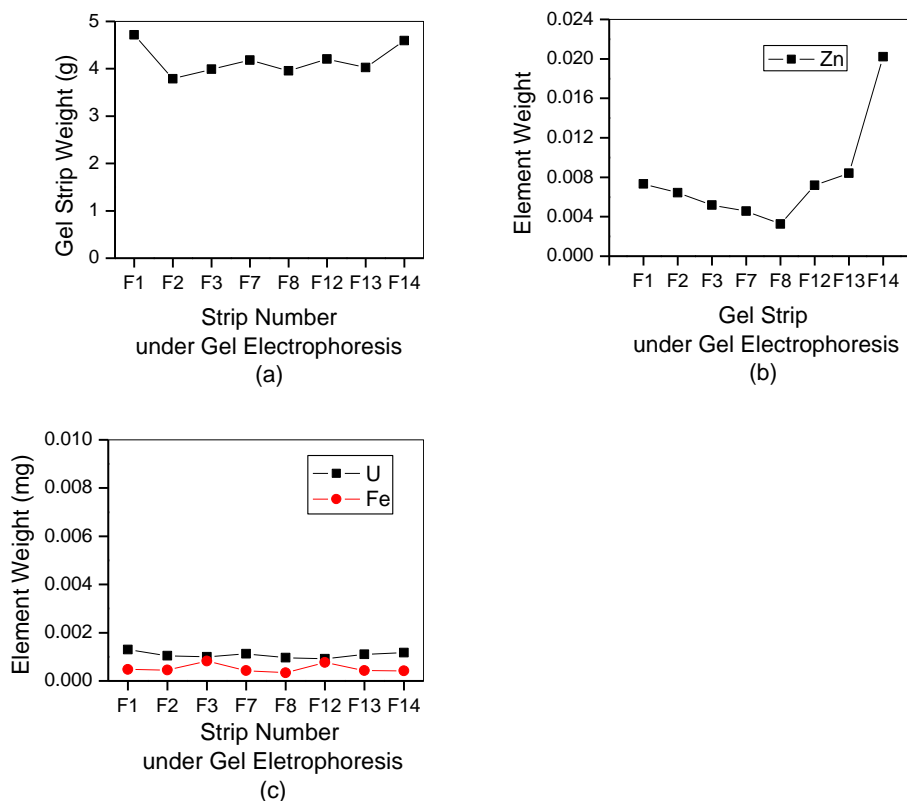 5
4
3
2
1
0
Gel Strip Weight (g)
F1 F2 F3 F7 F8 F12 F13 F14
Strip Number
under Gel Electrophoresis
(a)
0.024
0.020
0.016
0.012
0.008
0.004
0.000
Element Weight
Zn
F1 F2 F3 F7 F8 F12 F13 F14
Gel Strip
under Gel Electrophoresis
(b)
0.010
0.008
0.006
0.004
0.002
0.000
Element Weight (mg)
U
Fe
F1 F2 F3 F7 F8 F12 F13 F14
Strip Number
under Gel Eletrophoresis
(c)